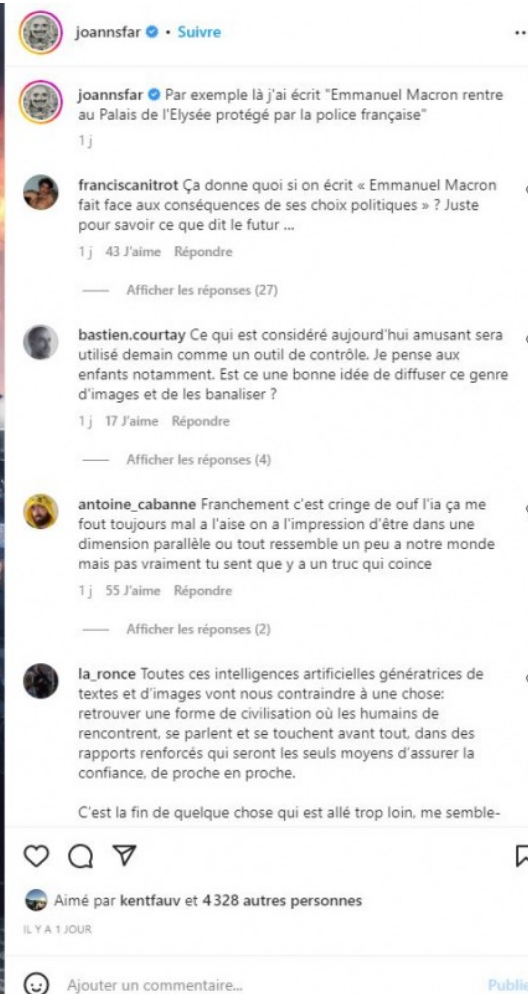 joannsfar • Suivre
joannsfar Par exemple là j'ai écrit "Emmanuel Macron rentre
au Palais de l'Elysée protégé par la police française"
1 j
franciscanitrot Ça donne quoi si on écrit « Emmanuel Macron
fait face aux conséquences de ses choix politiques » ? Juste
pour savoir ce que dit le futur ...
1 j 43 J'aime Répondre
Afficher les réponses (27)
bastien.courtay Ce qui est considéré aujourd'hui amusant sera
utilisé demain comme un outil de contrôle. Je pense aux
enfants notamment. Est ce une bonne idée de diffuser ce genre
d'images et de les banaliser ?
1 j 17 J'aime Répondre
Afficher les réponses (4)
antoine_cabanne Franchement c'est cringe de ouf l'ia ça me
fout toujours mal a l'aise on a l'impression d'être dans une
dimension parallèle ou tout ressemble un peu a notre monde
mais pas vraiment tu sent que y a un truc qui coince
1 j 55 J'aime Répondre
Afficher les réponses (2)
la_ronce Toutes ces intelligences artificielles génératrices de
textes et d'images vont nous contraindre à une chose:
retrouver une forme de civilisation où les humains de
rencontrent, se parlent et se touchent avant tout, dans des
rapports renforcés qui seront les seuls moyens d'assurer la
confiance, de proche en proche.
C'est la fin de quelque chose qui est allé trop loin, me semble-
Aimé par kentfauv et 4 328 autres personnes
IL Y A 1 JOUR
Ajouter un commentaire...
Publie